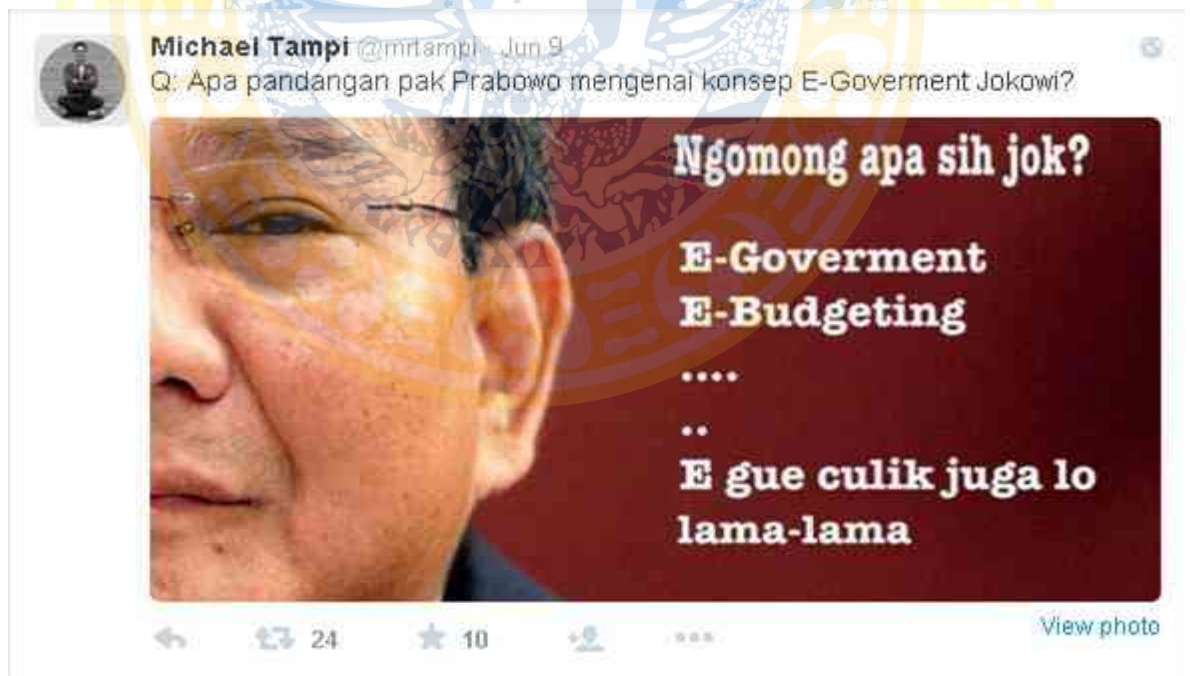 Michael Tampi @mrtampi · Jun 9
Q: Apa pandangan pak Prabowo mengenai konsep E-Goverment Jokowi?
Ngomong apa sih jok?
E-Goverment
E-Budgeting
....
..
E gue culik juga lo
lama-lama
24
10
View photo